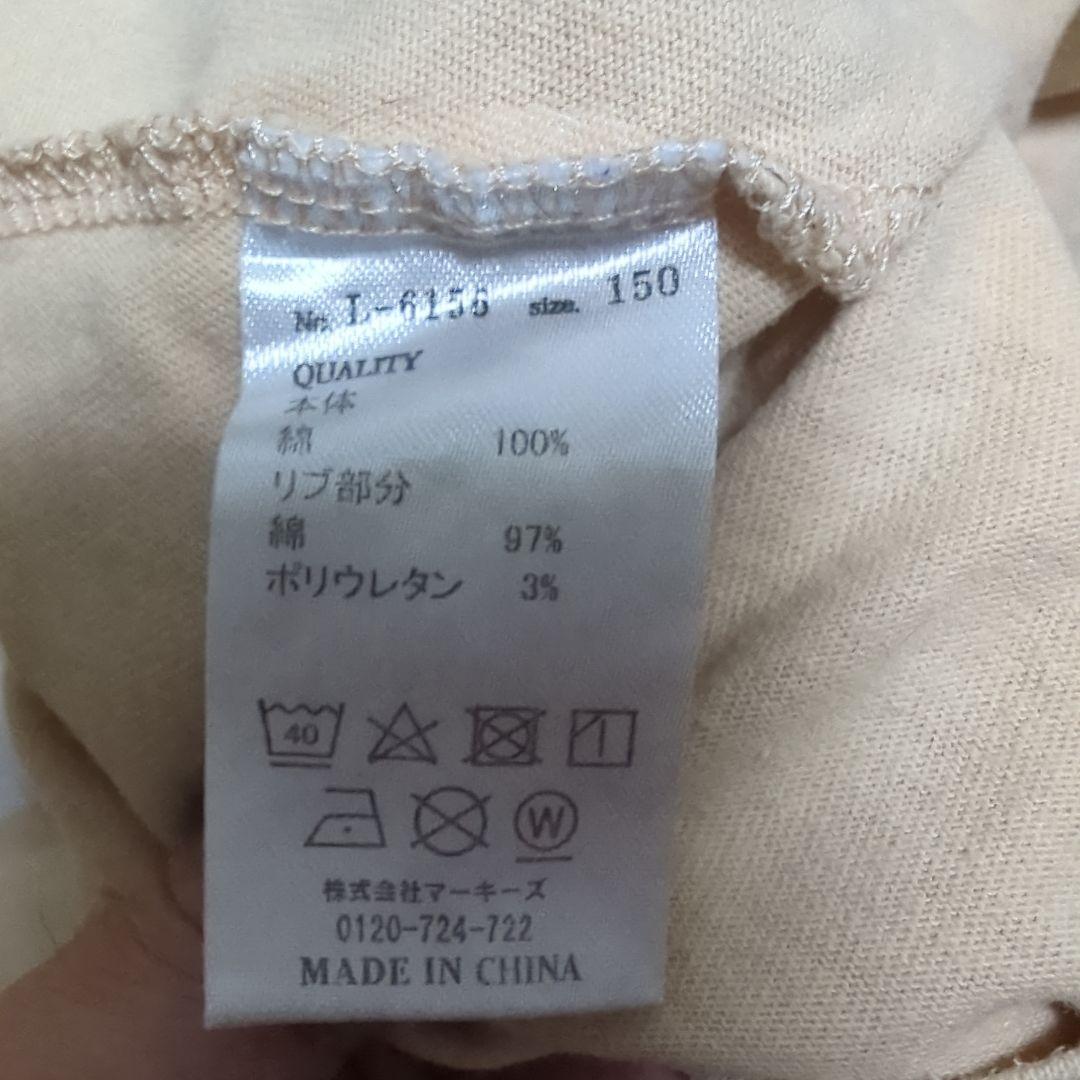 No. L-6156 size. 150
QUALITY
本体
綿 100%
リブ部分
綿 97%
ポリウレタン 3%
40
W
株式会社マーキーズ
0120-724-722
MADE IN CHINA